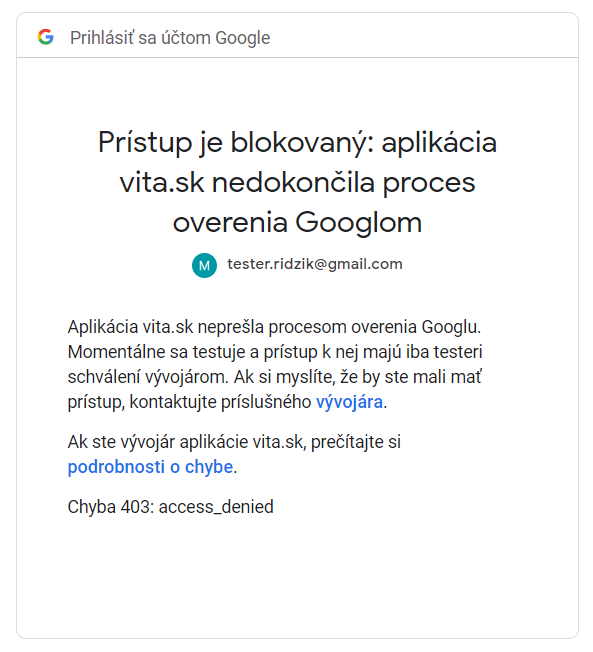 Prihlásiť sa účtom Google
Prístup je blokovaný: aplikácia
vita.sk nedokončila proces
overenia Googlom
M tester.ridzik@gmail.com
Aplikácia vita.sk neprešla procesom overenia Googlu.
Momentálne sa testuje a prístup k nej majú iba testeri
schválení vývojárom. Ak si myslíte, že by ste mali mať
prístup, kontaktujte príslušného vývojára.
Ak ste vývojár aplikácie vita.sk, prečítajte si
podrobnosti o chybe.
Chyba 403: access_denied